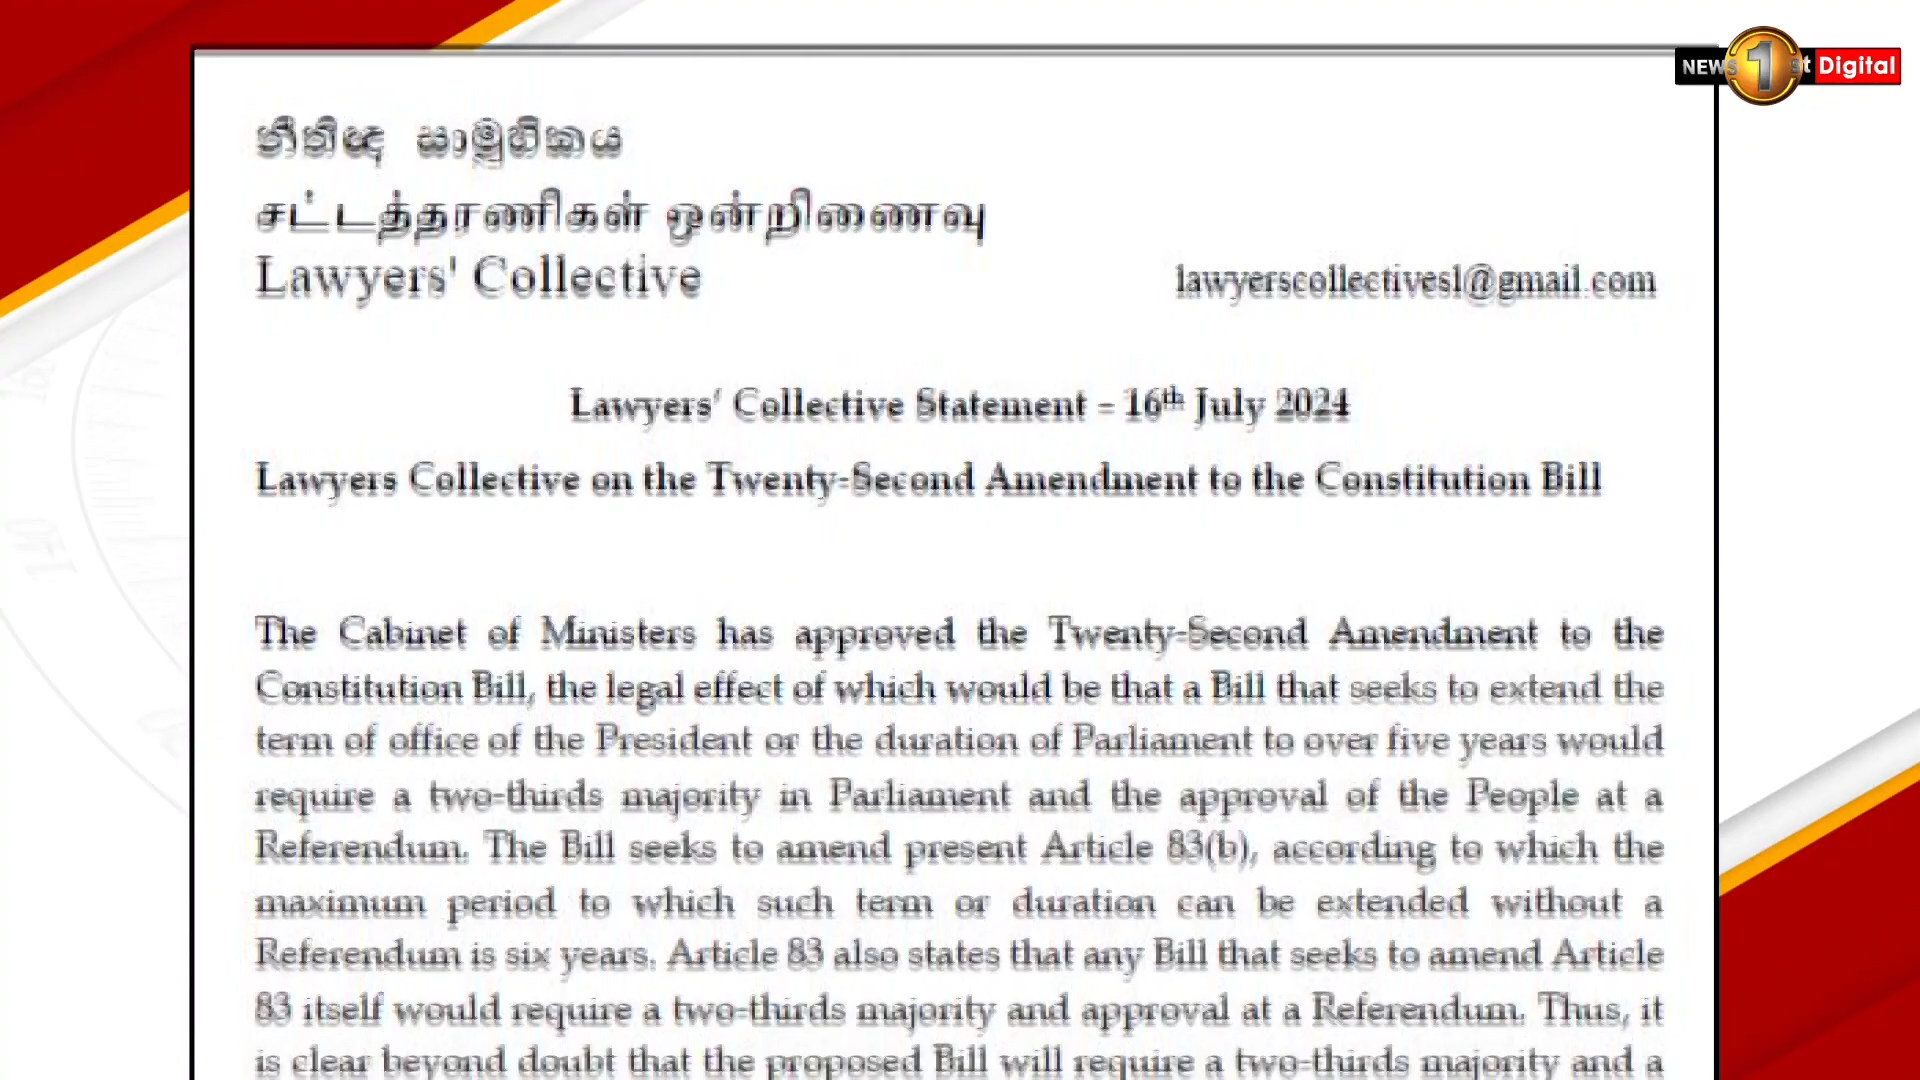 NEWS 1st Digital
නීතිඥ සාමූහිකය
சட்டத்தரணிகள் ஒன்றிணைவு
Lawyers' Collective
lawyerscollectivesl@gmail.com
Lawyers' Collective Statement – 16th July 2024
Lawyers Collective on the Twenty-Second Amendment to the Constitution Bill
The Cabinet of Ministers has approved the Twenty-Second Amendment to the
Constitution Bill, the legal effect of which would be that a Bill that seeks to extend the
term of office of the President or the duration of Parliament to over five years would
require a two-thirds majority in Parliament and the approval of the People at a
Referendum. The Bill seeks to amend present Article 83(b), according to which the
maximum period to which such term or duration can be extended without a
Referendum is six years. Article 83 also states that any Bill that seeks to amend Article
83 itself would require a two-thirds majority and approval at a Referendum. Thus, it
is clear beyond doubt that the proposed Bill will require a two-thirds majority and a